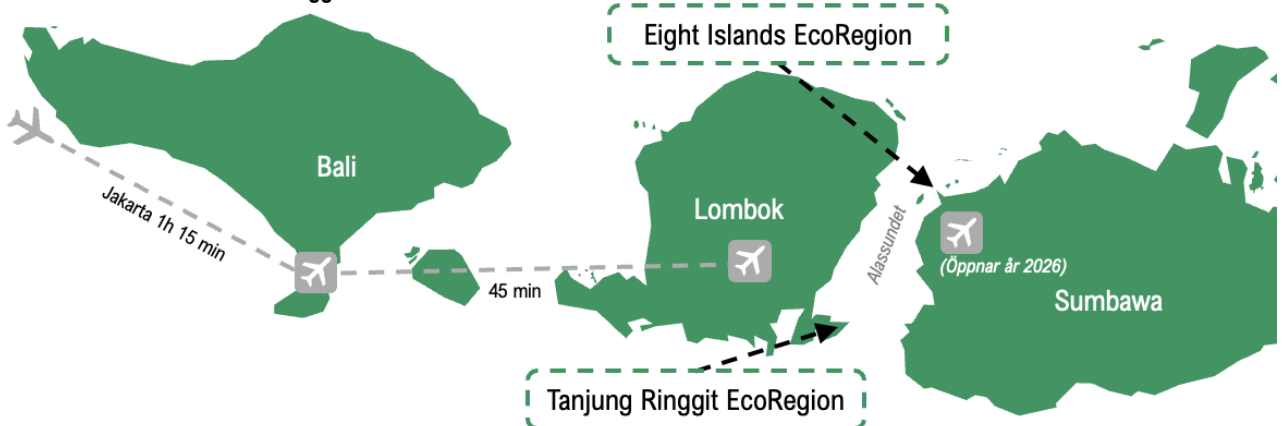 Eight Islands EcoRegion
Bali
Jakarta 1h 15 min
Lombok
Alassundet
(Öppnar år 2026)
45 min
Sumbawa
Tanjung Ringgit EcoRegion